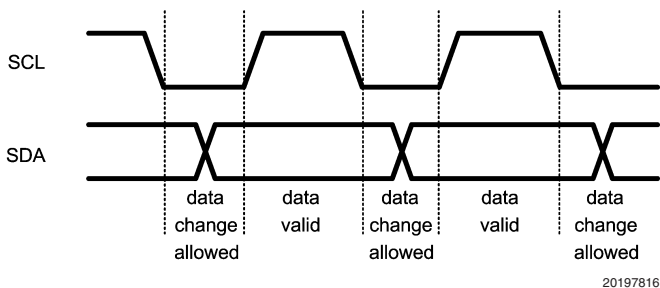 SCL
SDA
data data data data data
change valid change valid change
allowed allowed allowed
20197816